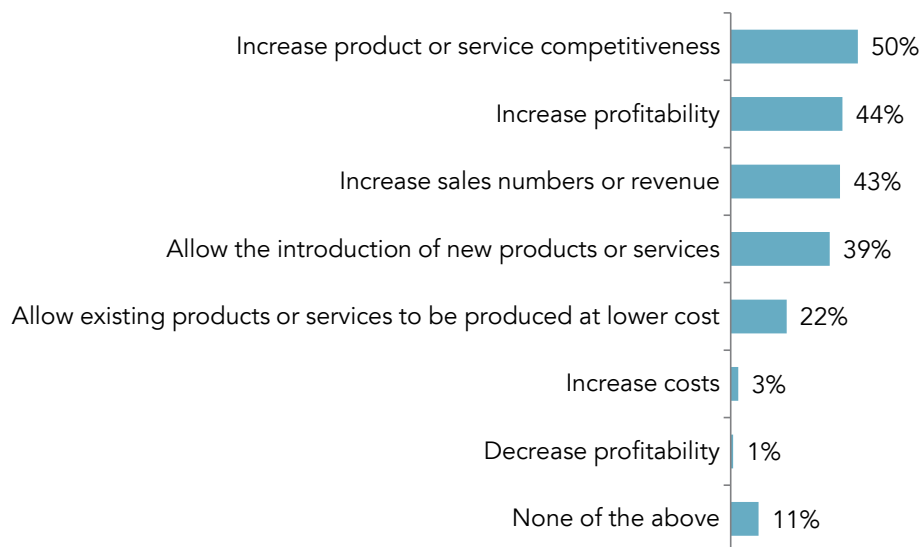 Increase product or service competitiveness 50%
Increase profitability 44%
Increase sales numbers or revenue 43%
Allow the introduction of new products or services 39%
Allow existing products or services to be produced at lower cost 22%
Increase costs 3%
Decrease profitability 1%
None of the above 11%